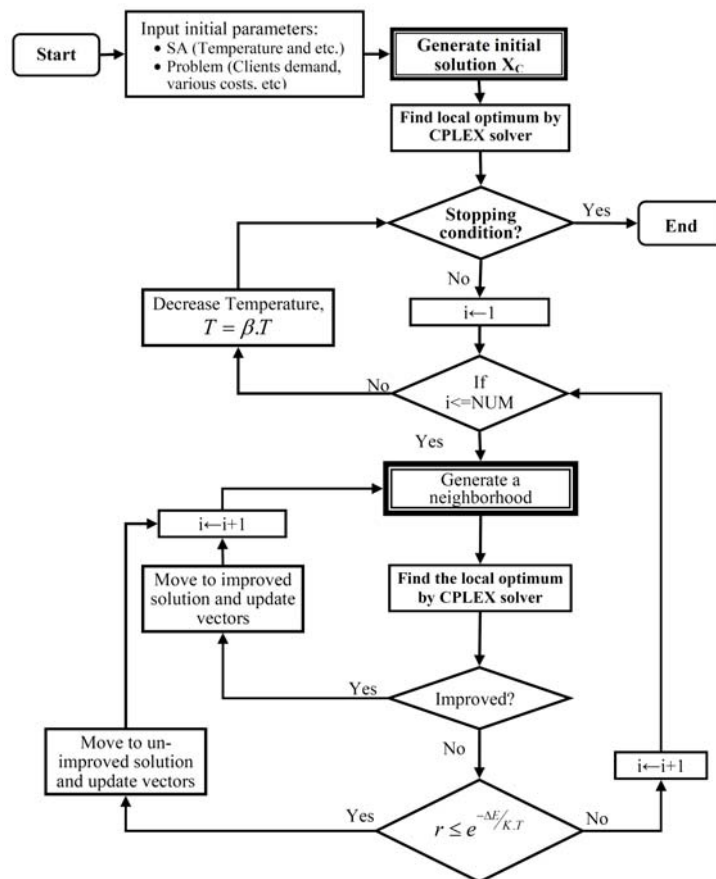 Start
Input initial parameters:
• SA (Temperature and etc.)
• Problem (Clients demand,
various costs, etc)
Generate initial
solution X_C
Find local optimum by
CPLEX solver
Stopping
condition?
Yes
End
No
Decrease Temperature,
T = β.T
i←1
No
If
i<=NUM
Yes
Generate a
neighborhood
i←i+1
Move to improved
solution and update
vectors
Find the local optimum
by CPLEX solver
Yes
Improved?
Move to un-
improved solution
and update vectors
No
i←i+1
Yes
r ≤ e^{-ΔE/K.T}
No